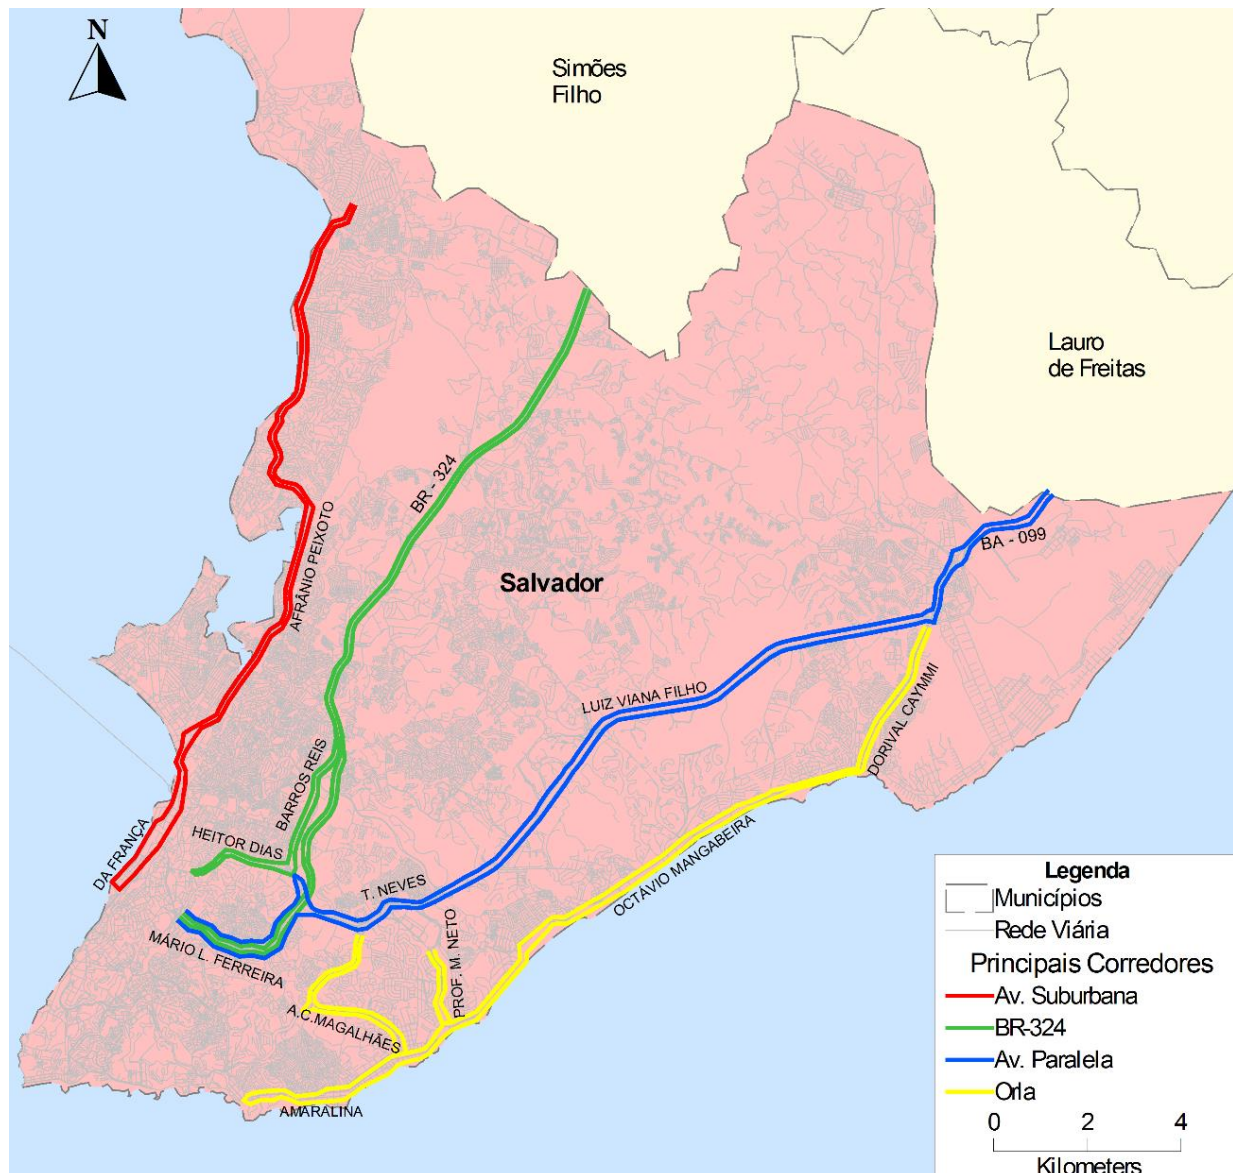 N
Simões
Filho
Lauro
de Freitas
BR - 324
AFRÂNIO PEIXOTO
BA - 099
Salvador
LUIZ VIANA FILHO
DORIVAL CAYMMI
BARROS REIS
HEITOR DIAS
DA FRANÇA
T. NEVES
OCTÁVIO MANGABEIRA
MÁRIO L. FERREIRA
PROF. M. NETO
A.C.MAGALHÃES
AMARALINA
Legenda
Municípios
Rede Viária
Principais Corredores
Av. Suburbana
BR-324
Av. Paralela
Orla
0 2 4
Kilometers